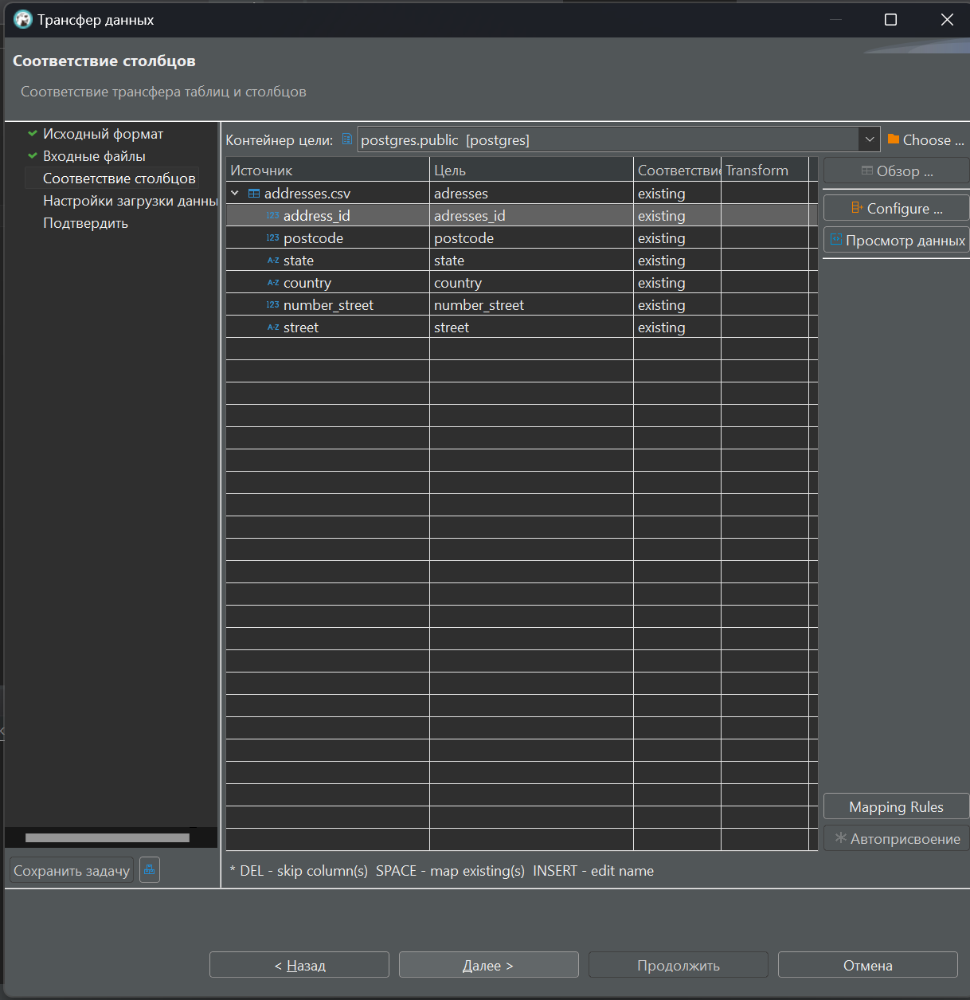 Трансфер данных
Соответствие столбцов
Соответствие трансфера таблиц и столбцов
Исходный формат
Входные файлы
Соответствие столбцов
Настройки загрузки данны
Подтвердить
Контейнер цели: postgres.public [postgres] Choose ...
Источник Цель Соответствие Transform
addresses.csv adresses existing
123 address_id adresses_id existing
123 postcode postcode existing
A-Z state state existing
A-Z country country existing
123 number_street number_street existing
A-Z street street existing
Обзор ...
Configure ...
Просмотр данных
Mapping Rules
Автоприсвоение
* DEL - skip column(s) SPACE - map existing(s) INSERT - edit name
Сохранить задачу
< Назад Далее > Продолжить Отмена